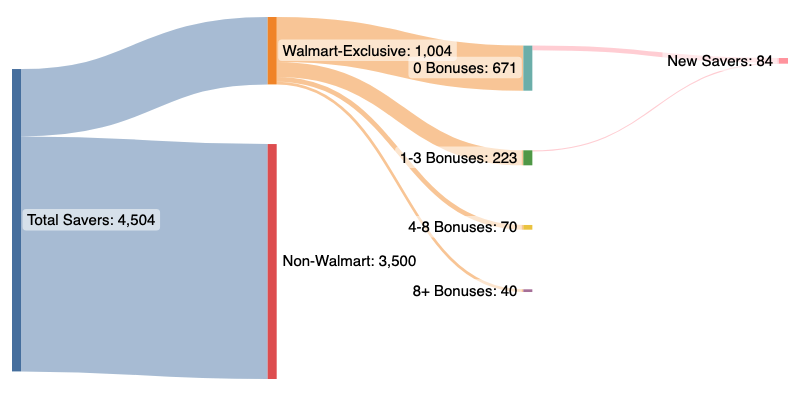 Walmart-Exclusive: 1,004
0 Bonuses: 671
New Savers: 84
1-3 Bonuses: 223
Total Savers: 4,504
4-8 Bonuses: 70
Non-Walmart: 3,500
8+ Bonuses: 40